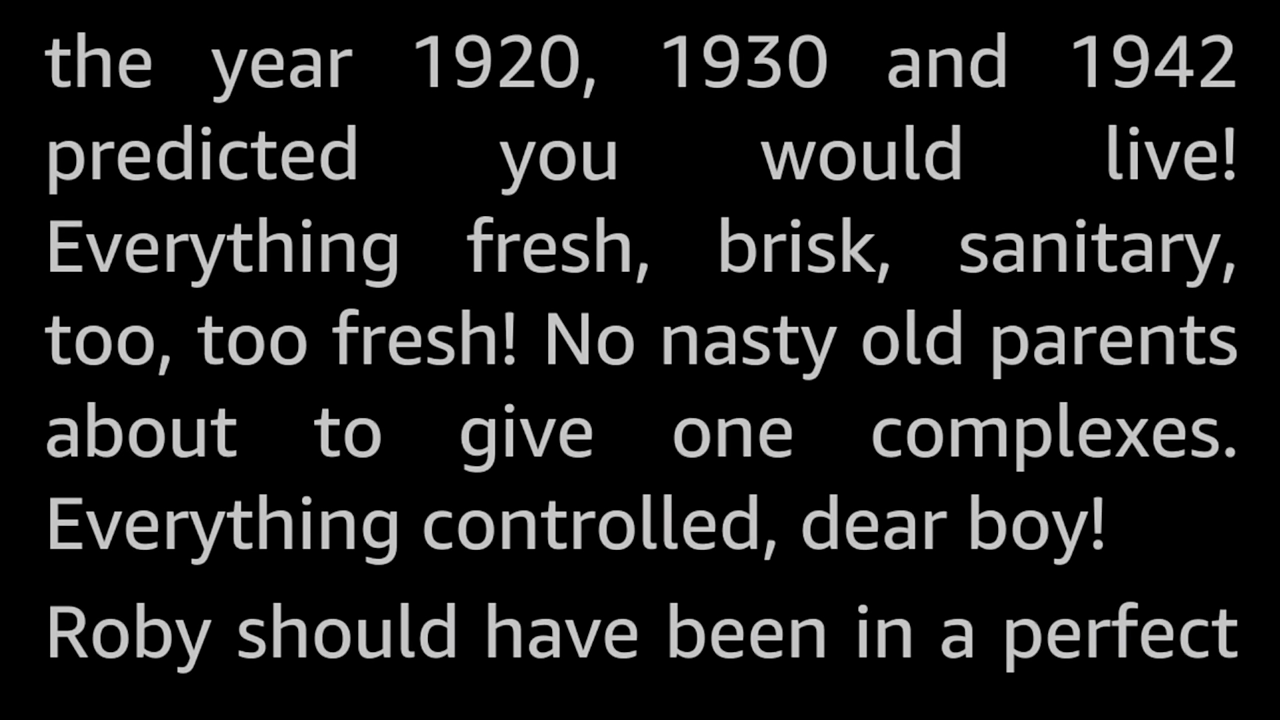 the year 1920, 1930 and 1942
predicted you would live!
Everything fresh, brisk, sanitary,
too, too fresh! No nasty old parents
about to give one complexes.
Everything controlled, dear boy!
Roby should have been in a perfect